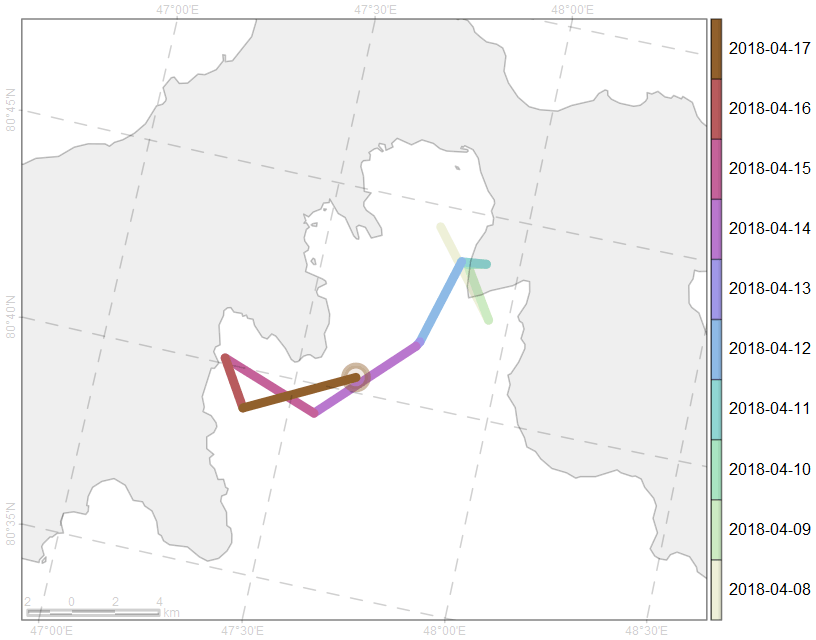 47°00'E 47°30'E 48°00'E
80°45'N
80°40'N
80°35'N
2018-04-17
2018-04-16
2018-04-15
2018-04-14
2018-04-13
2018-04-12
2018-04-11
2018-04-10
2018-04-09
2018-04-08
2 0 2 4
km
47°00'E 47°30'E 48°00'E 48°30'E